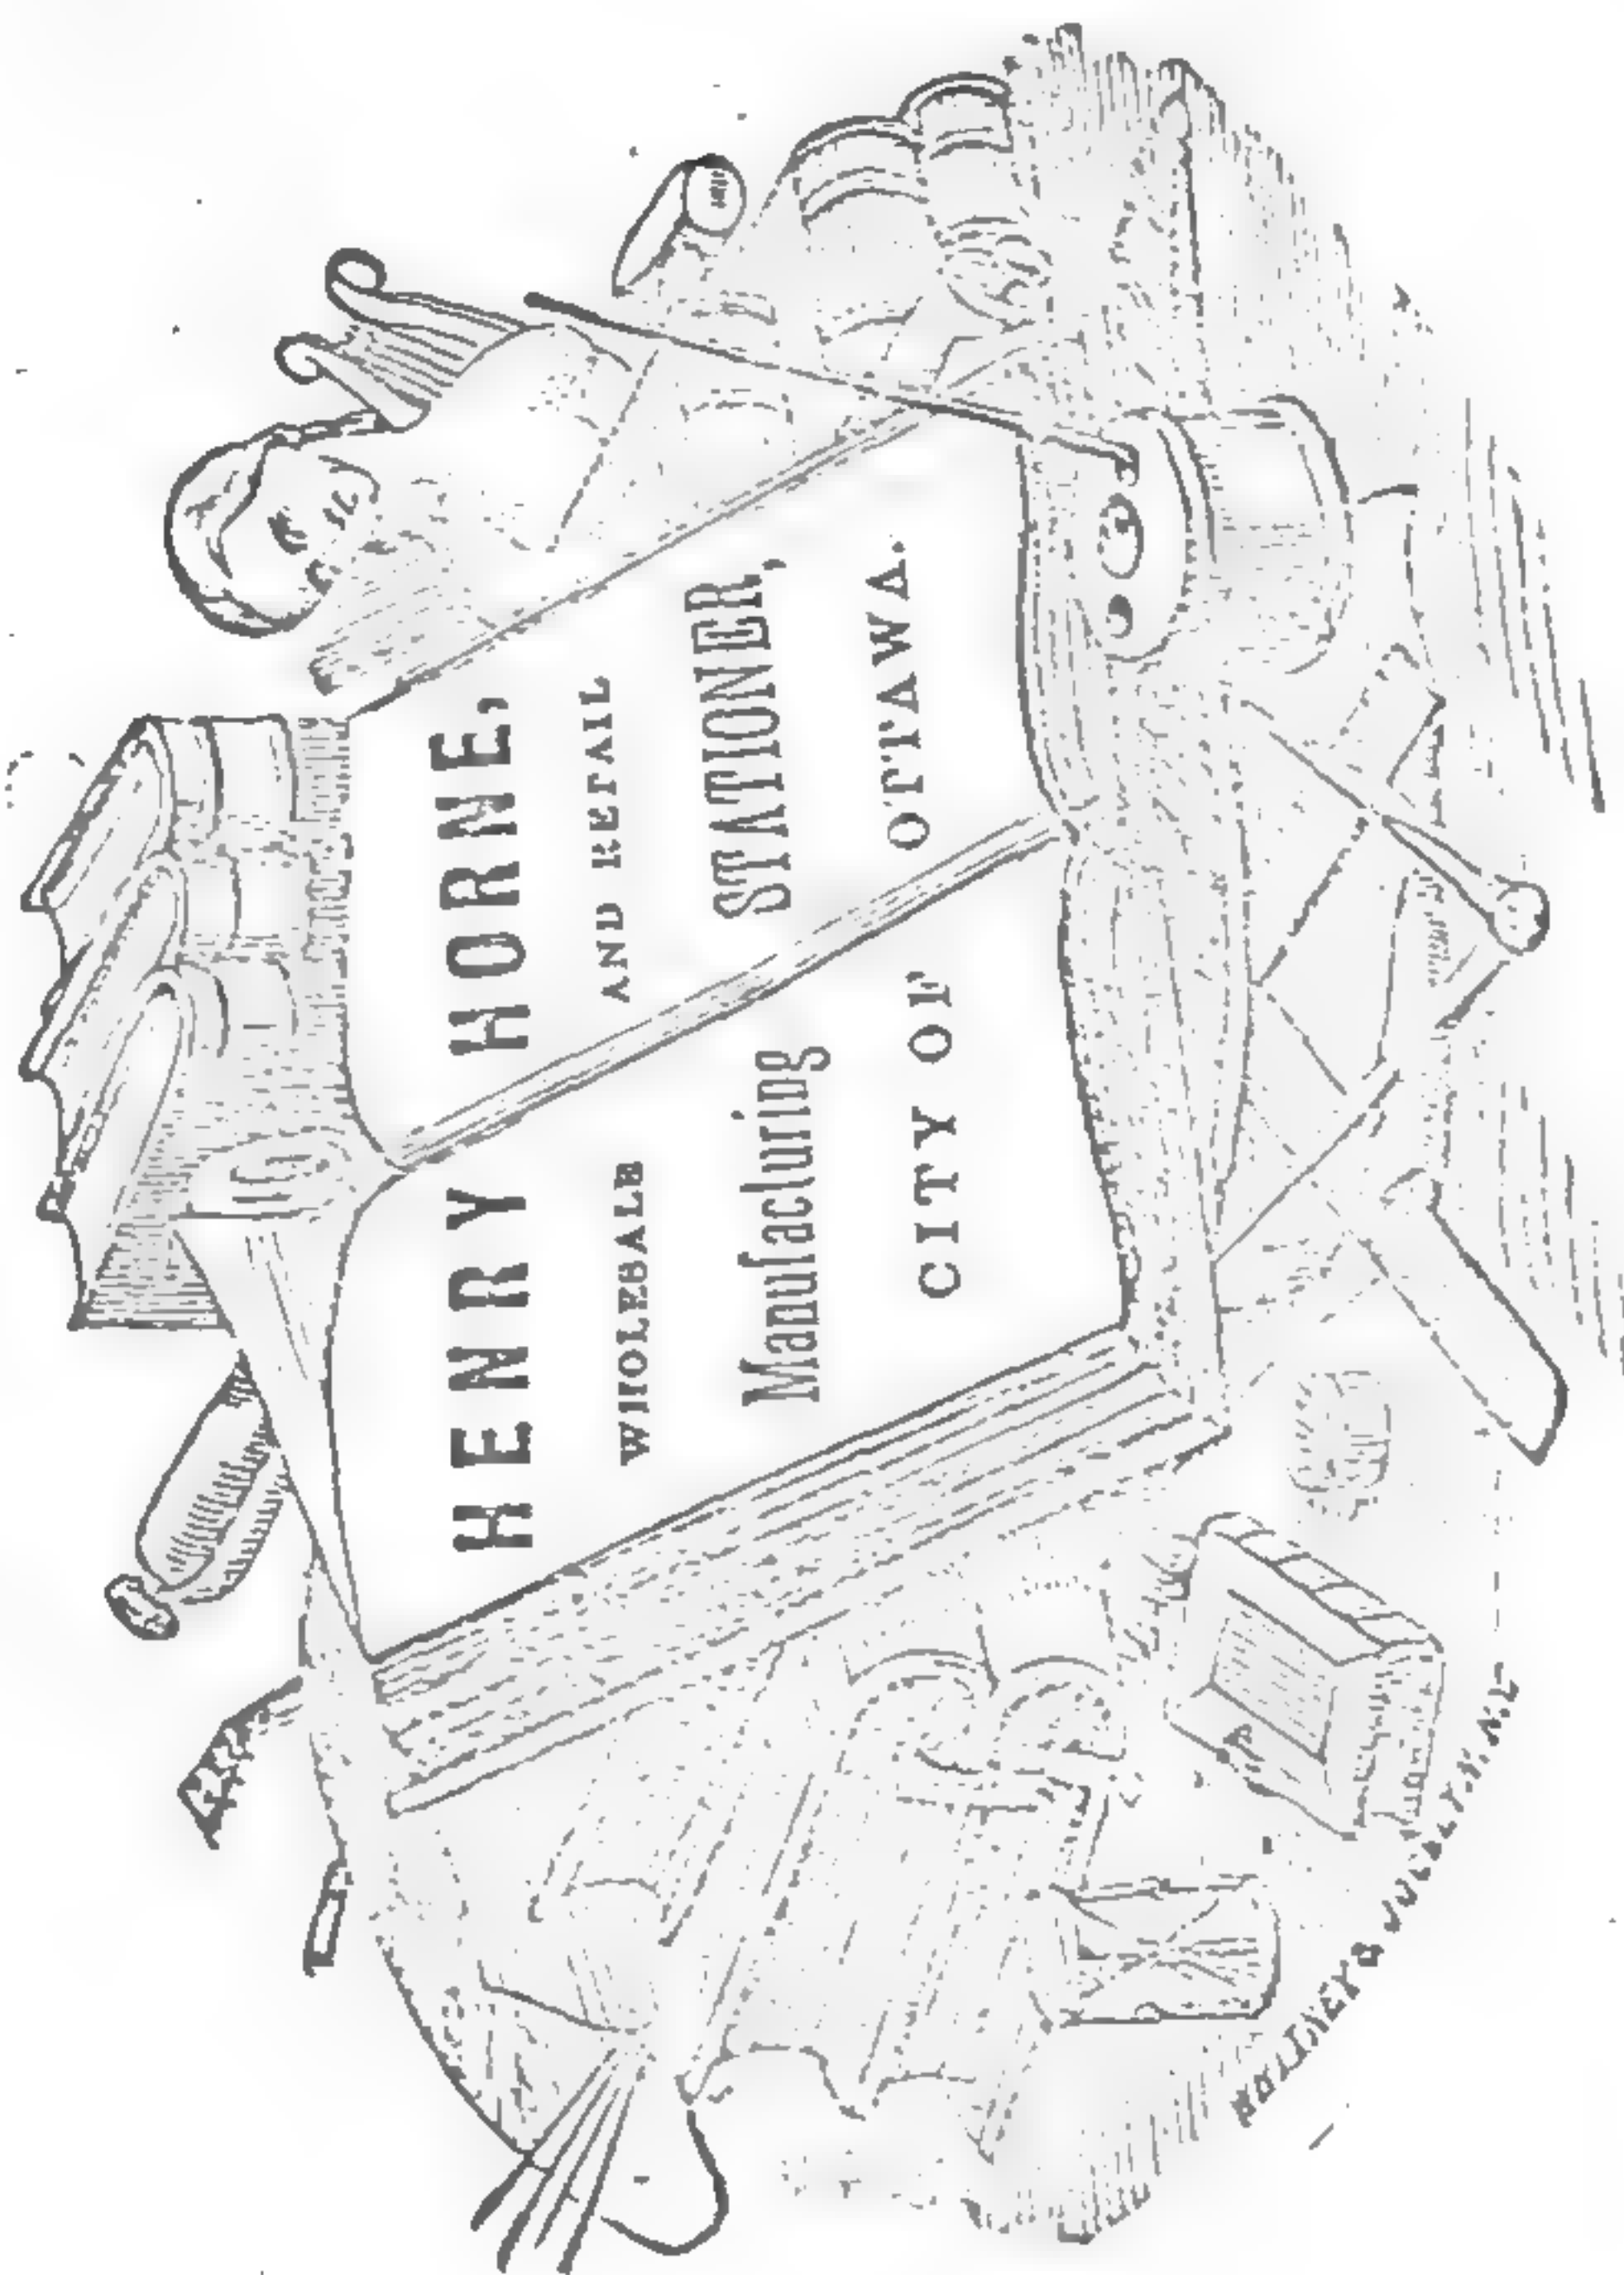 HENRY HORNE,
WHOLESALE AND RETAIL
Manufacturing STATIONER,
CITY OF OTTAWA.